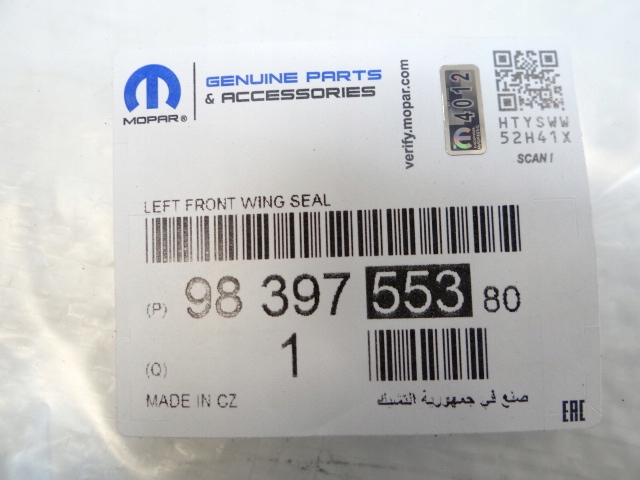 MOPAR®
GENUINE PARTS
& ACCESSORIES
verify.mopar.com
4012
HTYSWW
52H41X
SCAN!
LEFT FRONT WING SEAL
(P) 98 397 553 80
(Q) 1
MADE IN CZ
صنع في جمهورية التشيك
EAC